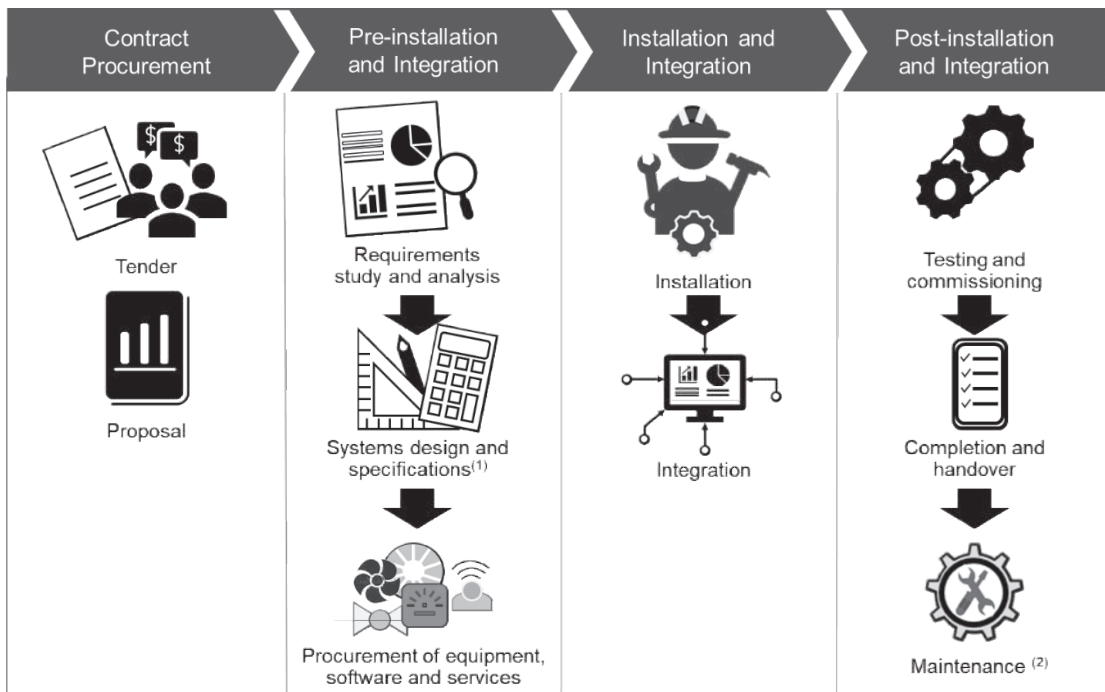 Contract
Procurement
Pre-installation
and Integration
Installation and
Integration
Post-installation
and Integration
$ $
Tender
Proposal
Requirements
study and analysis
Systems design and
specifications(1)
Procurement of equipment,
software and services
Installation
Integration
Testing and
commissioning
Completion and
handover
Maintenance (2)